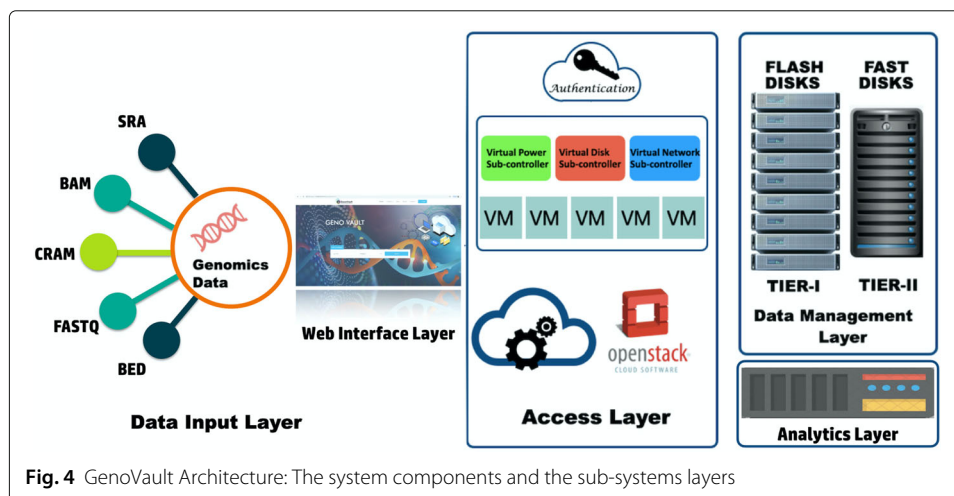 SRA
BAM
CRAM
FASTQ
BED
Genomics
Data
Data Input Layer
GENO VAULT
Web Interface Layer
Authentication
Virtual Power
Sub-controller
Virtual Disk
Sub-controller
Virtual Network
Sub-controller
VM VM VM VM VM
openstack
CLOUD SOFTWARE
Access Layer
FLASH
DISKS
FAST
DISKS
TIER-I
TIER-II
Data Management
Layer
Analytics Layer
Fig. 4 GenoVault Architecture: The system components and the sub-systems layers